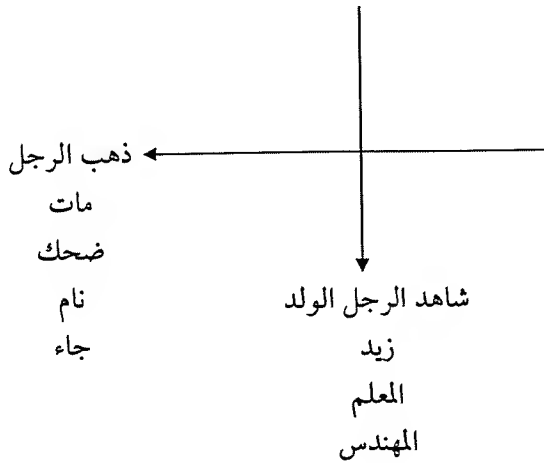 ذهب الرجل
مات
ضحك
نام
جاء
شاهد الرجل الولد
زيد
المعلم
المهندس